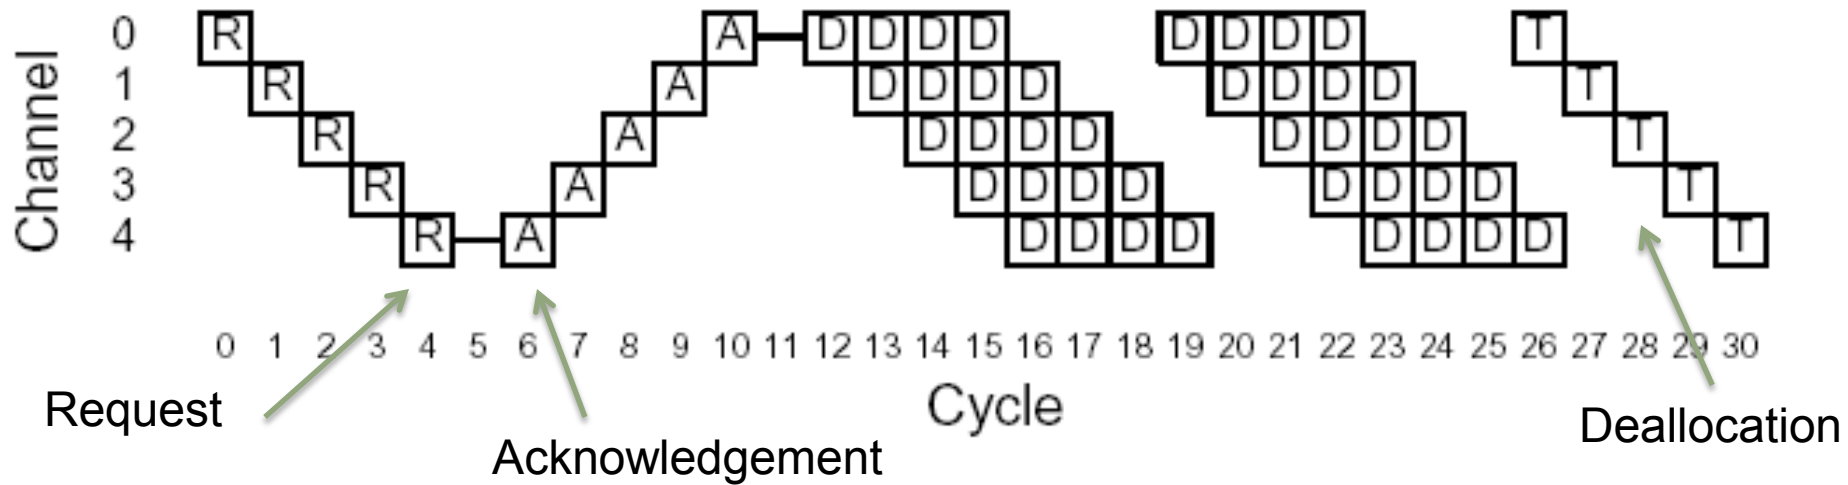 Channel
0 R A D D D D D D D D T
1 R A D D D D D D D D T
2 R A D D D D D D D D T
3 R A D D D D D D D D T
4 R A D D D D D D D D T
0 1 2 3 4 5 6 7 8 9 10 11 12 13 14 15 16 17 18 19 20 21 22 23 24 25 26 27 28 29 30
Cycle
Request
Acknowledgement
Deallocation